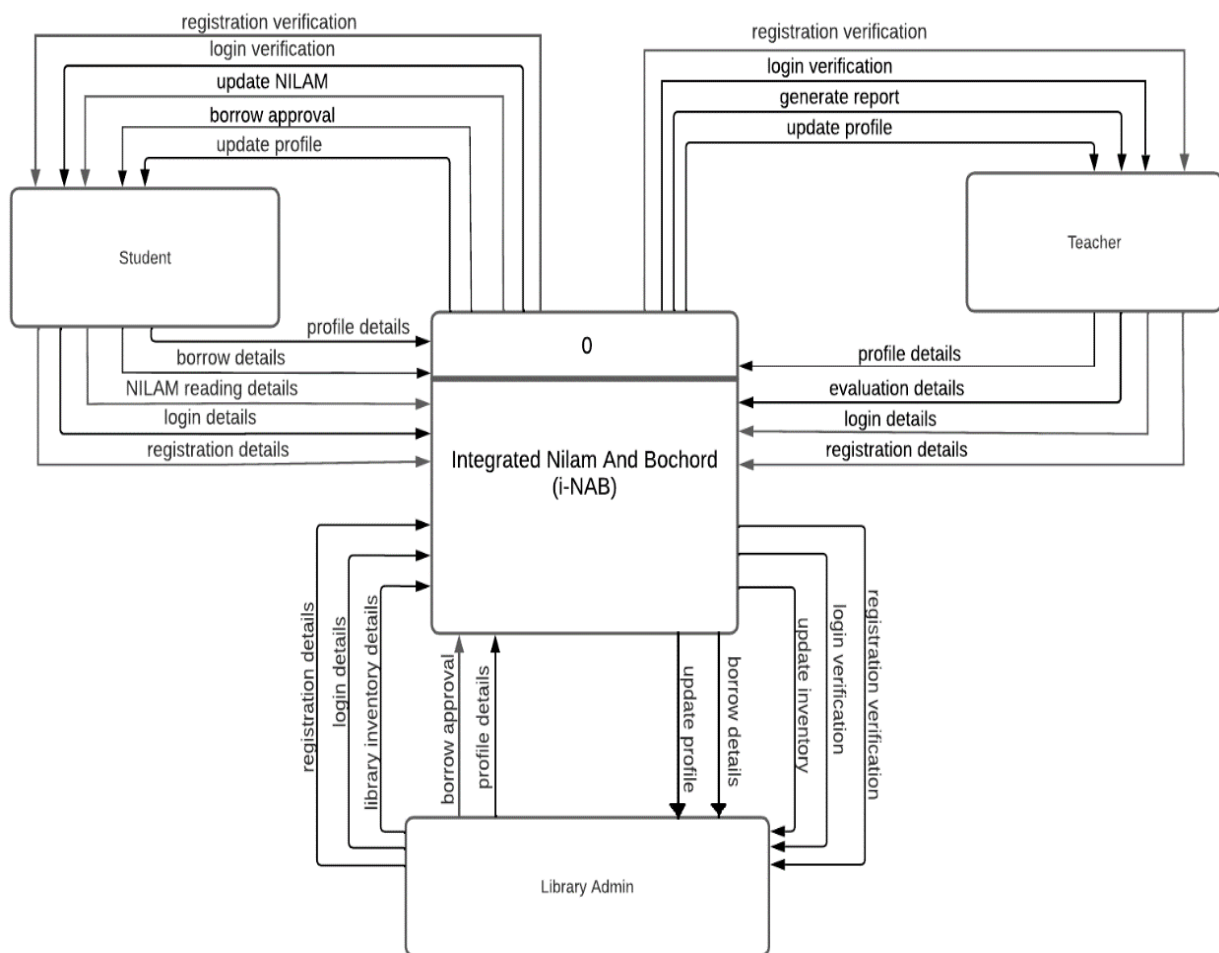 registration verification
login verification
update NILAM
borrow approval
update profile
registration verification
login verification
generate report
update profile
Student
Teacher
profile details
borrow details
NILAM reading details
login details
registration details
0
Integrated Nilam And Bochord
(i-NAB)
profile details
evaluation details
login details
registration details
registration details
login details
library inventory details
borrow approval
profile details
update profile
borrow details
update inventory
login verification
registration verification
Library Admin